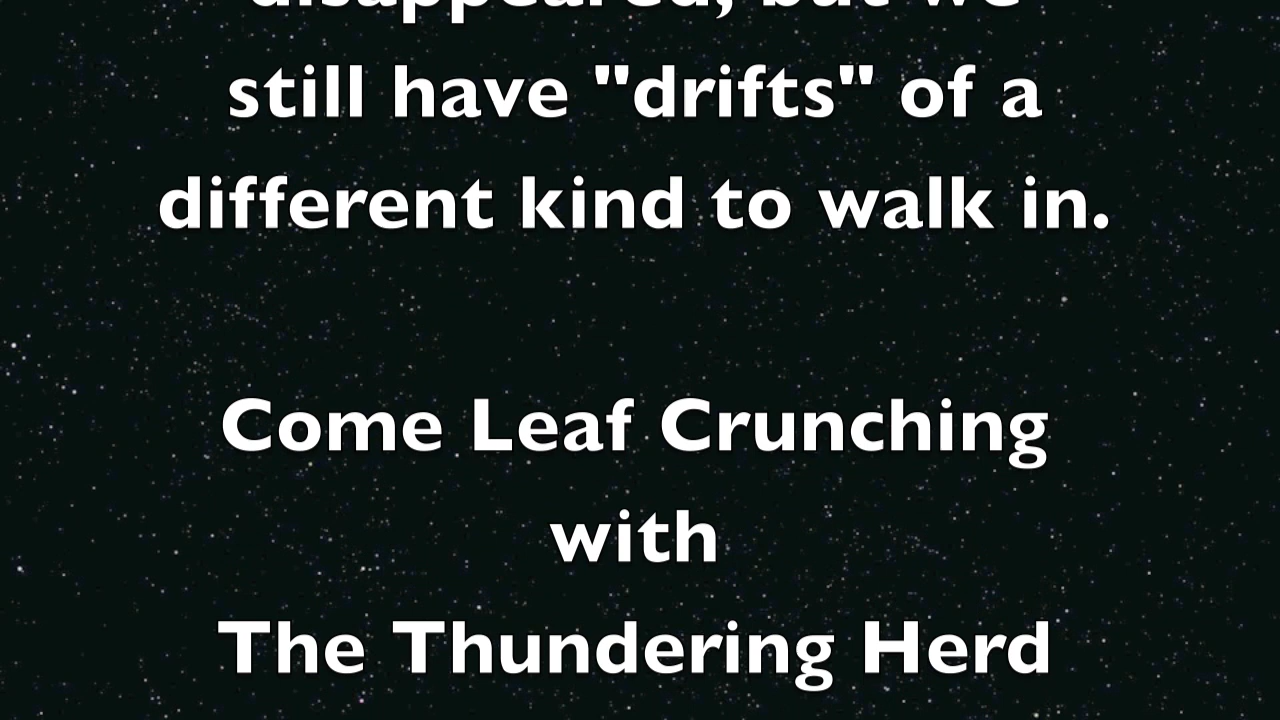 disappeared, but we
still have "drifts" of a
different kind to walk in.
Come Leaf Crunching
with
The Thundering Herd